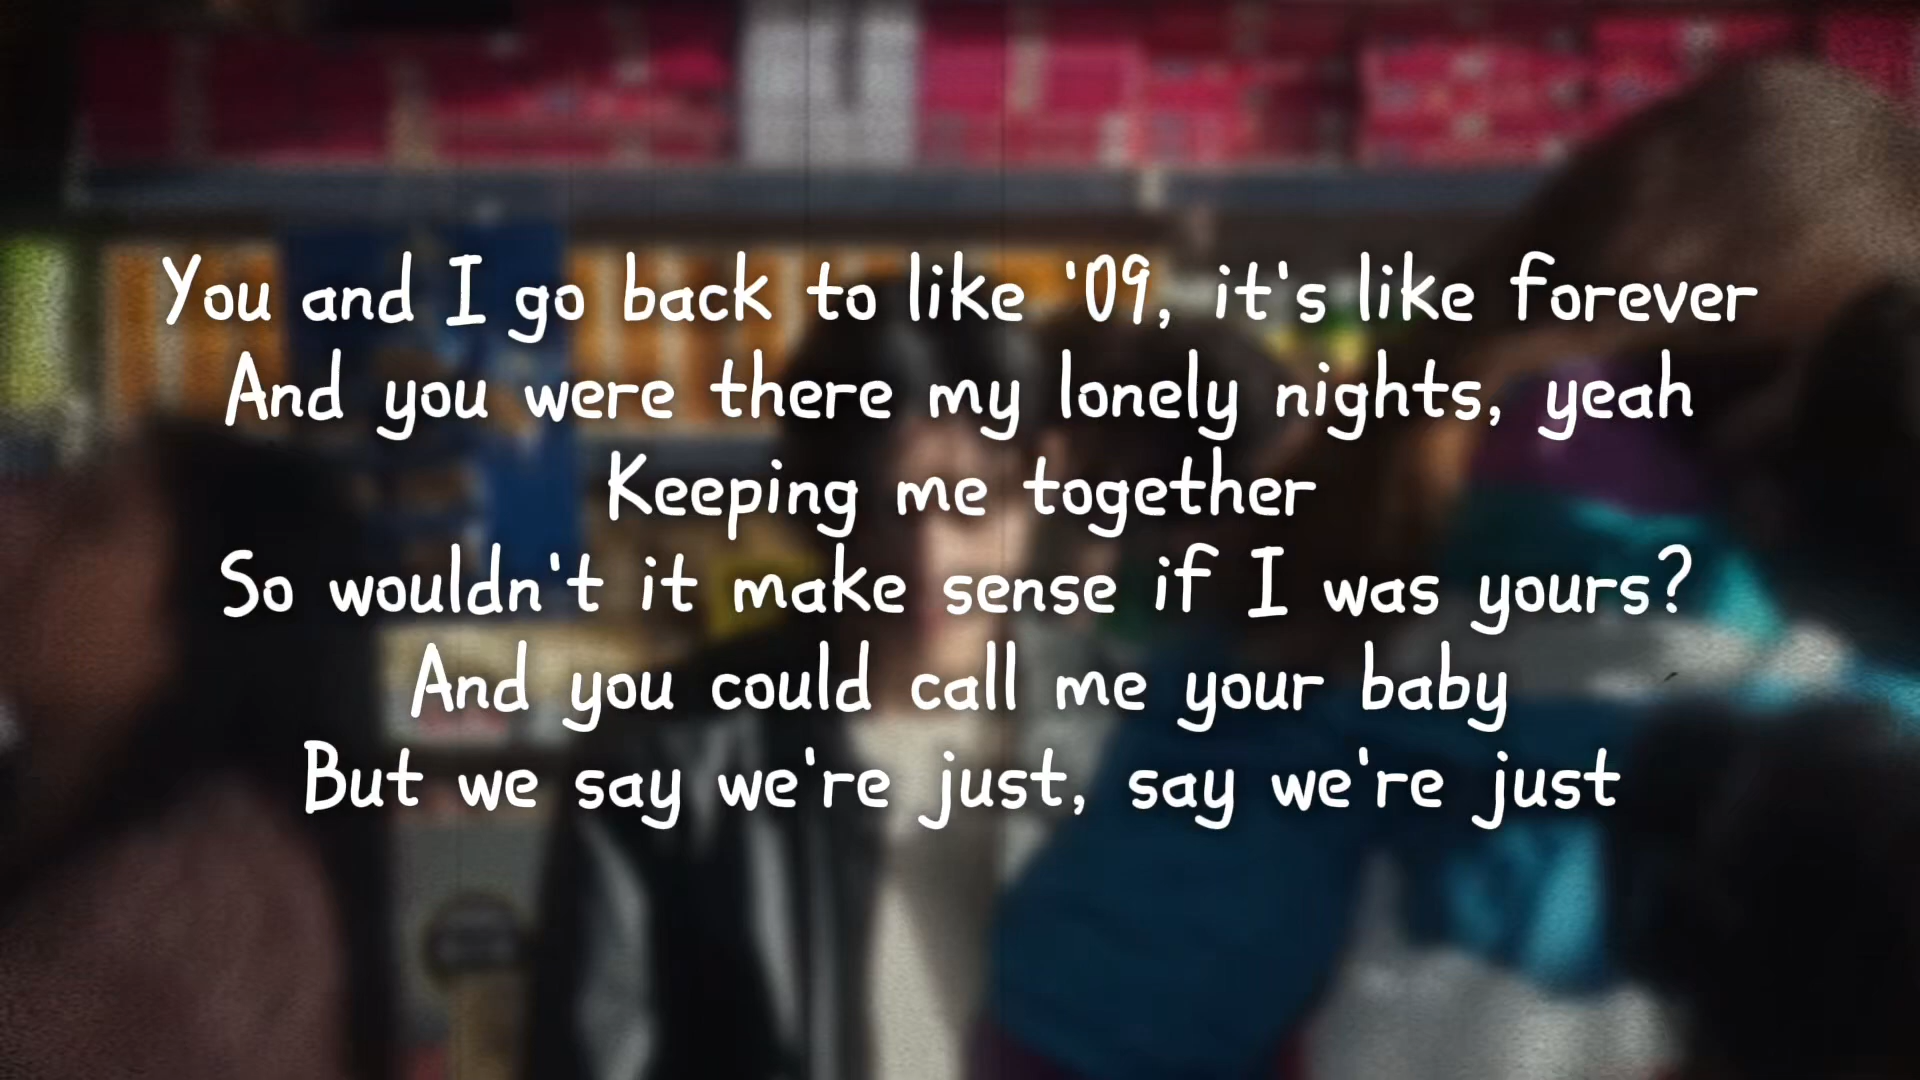 You and I go back to like '09, it's like forever
And you were there my lonely nights, yeah
Keeping me together
So wouldn't it make sense if I was yours?
And you could call me your baby
But we say we're just, say we're just